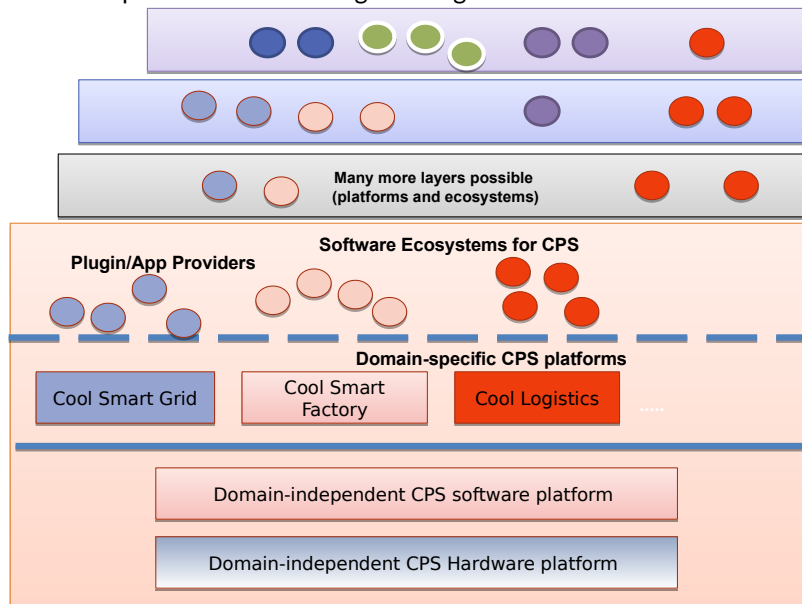 Many more layers possible
(platforms and ecosystems)
Software Ecosystems for CPS
Plugin/App Providers
Domain-specific CPS platforms
Cool Smart Grid
Cool Smart
Factory
Cool Logistics
.....
Domain-independent CPS software platform
Domain-independent CPS Hardware platform